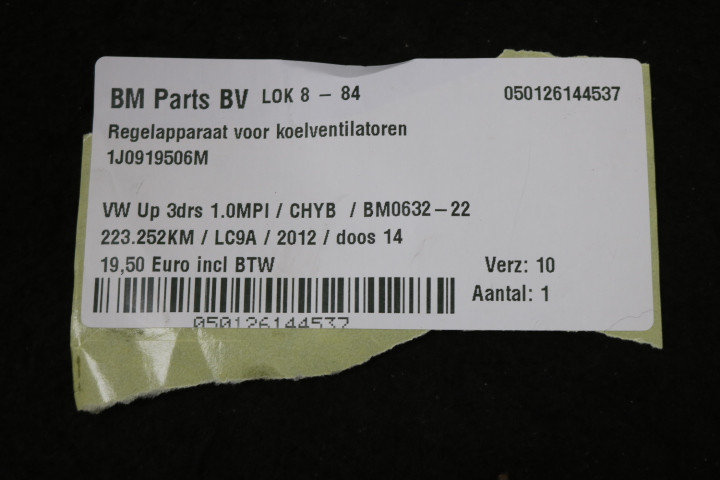 BM Parts BV LOK 8 - 84 050126144537
Regelapparaat voor koelventilatoren
1J0919506M
VW Up 3drs 1.0MPI / CHYB / BM0632-22
223.252KM / LC9A / 2012 / doos 14
19,50 Euro incl BTW Verz: 10
Aantal: 1
050126144537